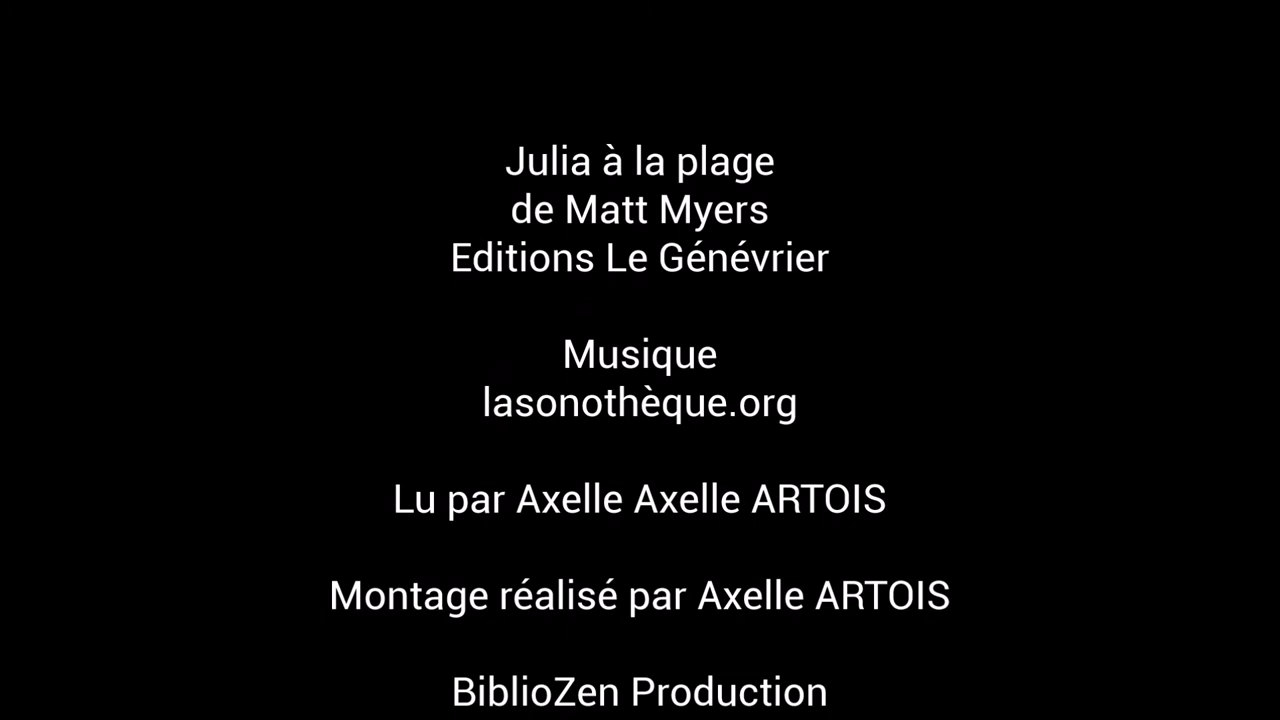 Julia à la plage
de Matt Myers
Editions Le Génévrier
Musique
lasonothèque.org
Lu par Axelle Axelle ARTOIS
Montage réalisé par Axelle ARTOIS
BiblioZen Production